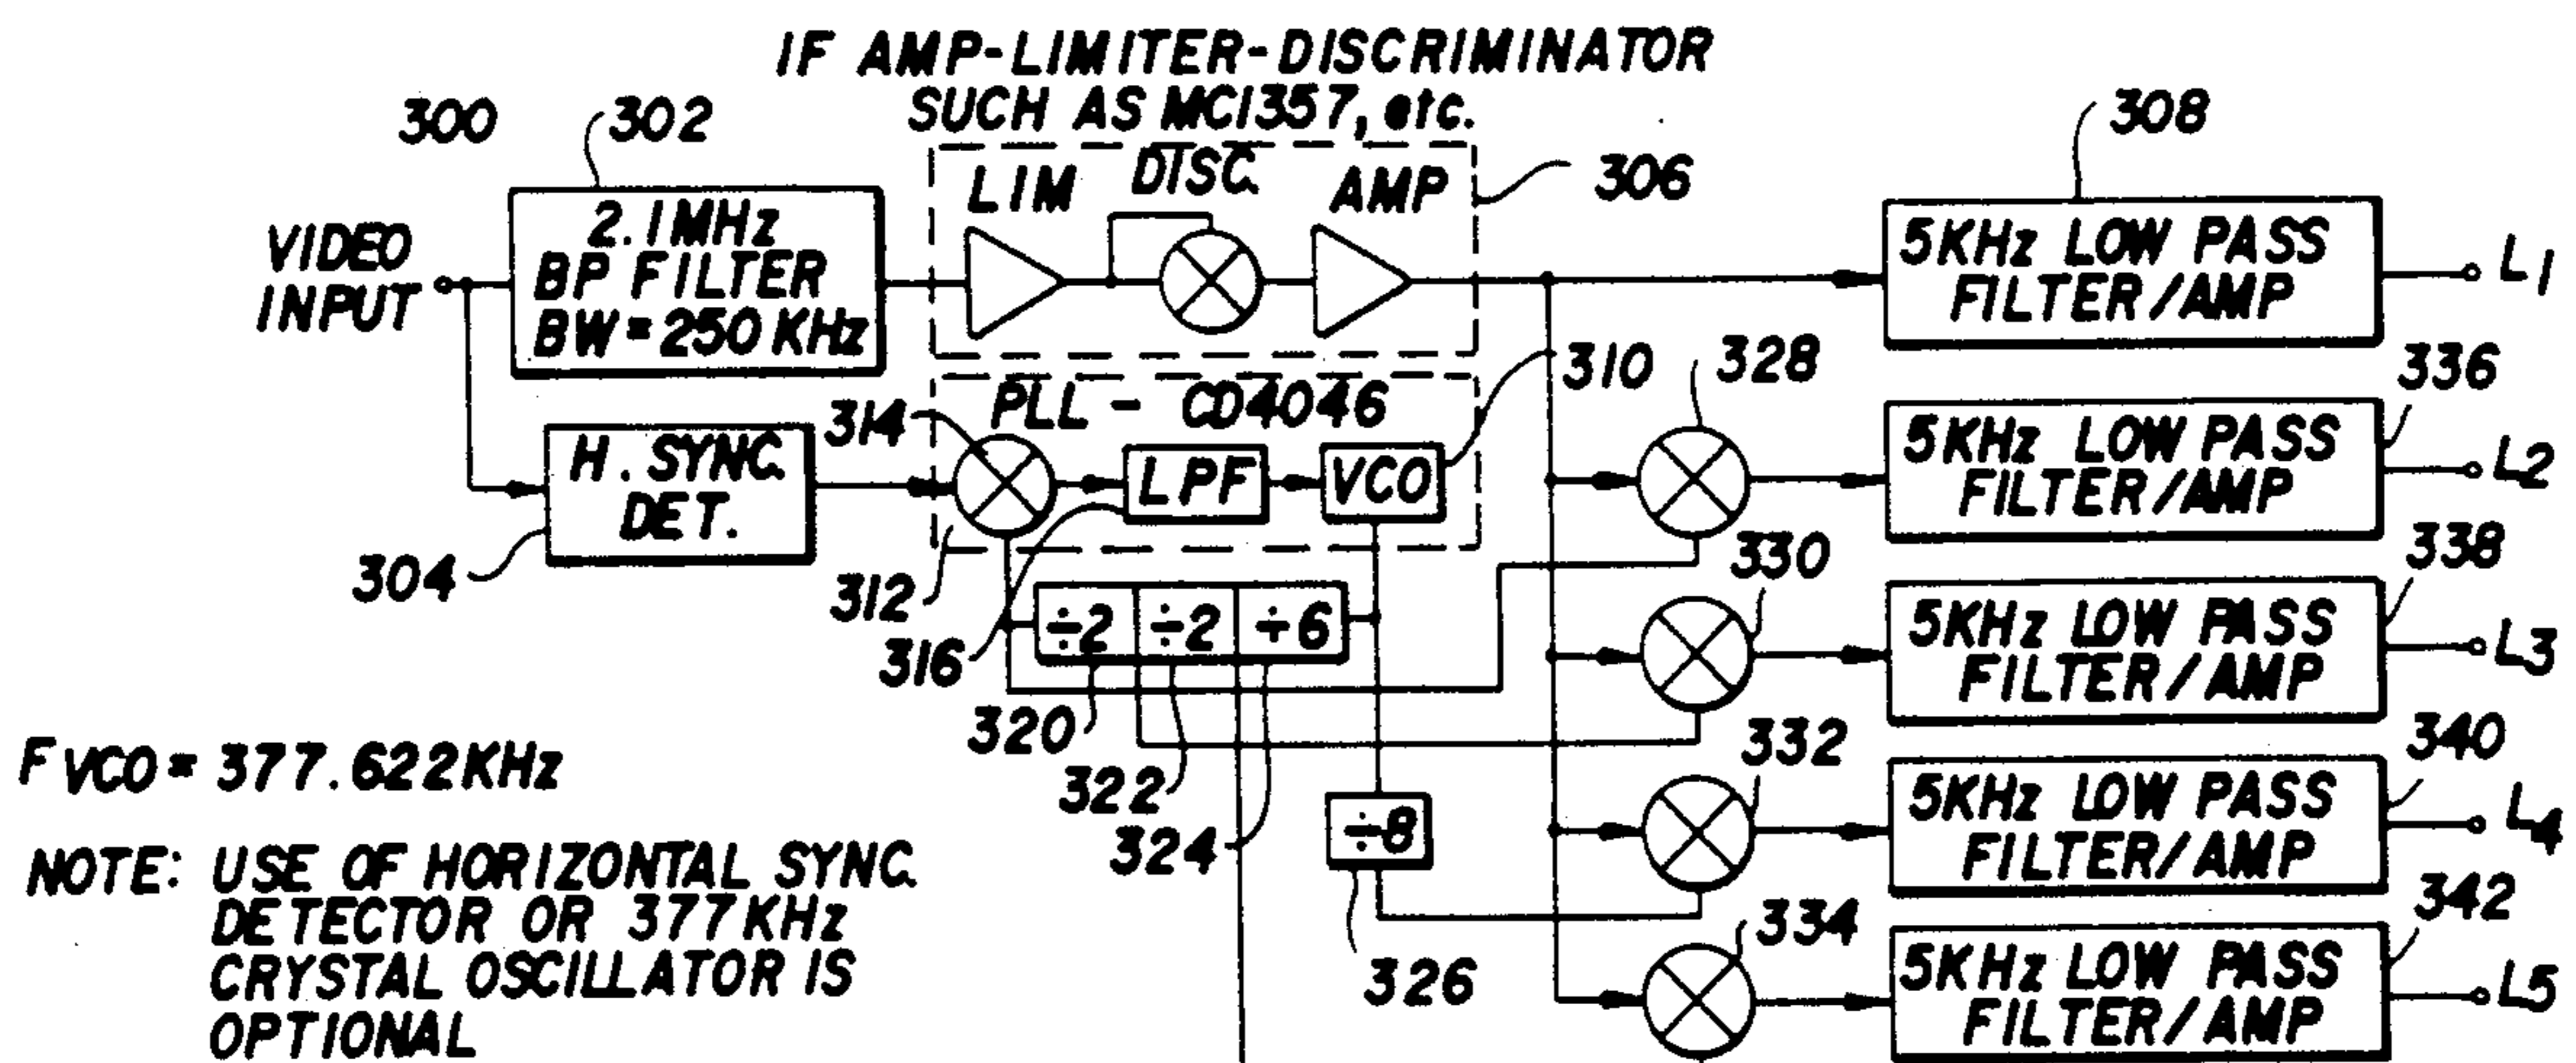 IF AMP-LIMITER-DISCRIMINATOR
SUCH AS MC1357, etc.
300
302
308
LIM
DISC.
AMP
306
VIDEO
INPUT
2.1MHz
BP FILTER
BW=250KHz
5KHz LOW PASS
FILTER/AMP
L1
310
328
336
PLL - CD4046
314
LPF
VCO
H. SYNC.
DET.
304
5KHz LOW PASS
FILTER/AMP
L2
330
338
312
÷2
÷2
÷6
316
5KHz LOW PASS
FILTER/AMP
L3
320
322
324
332
340
FVCO = 377.622KHz
÷8
326
5KHz LOW PASS
FILTER/AMP
L4
334
342
NOTE: USE OF HORIZONTAL SYNC.
DETECTOR OR 377KHz
CRYSTAL OSCILLATOR IS
OPTIONAL
5KHz LOW PASS
FILTER/AMP
L5